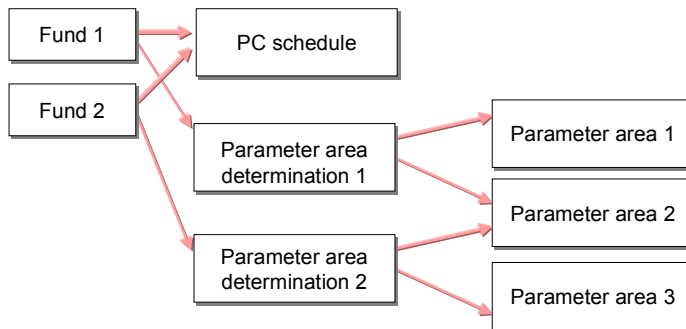 Fund 1
PC schedule
Fund 2
Parameter area
determination 1
Parameter area 1
Parameter area 2
Parameter area
determination 2
Parameter area 3